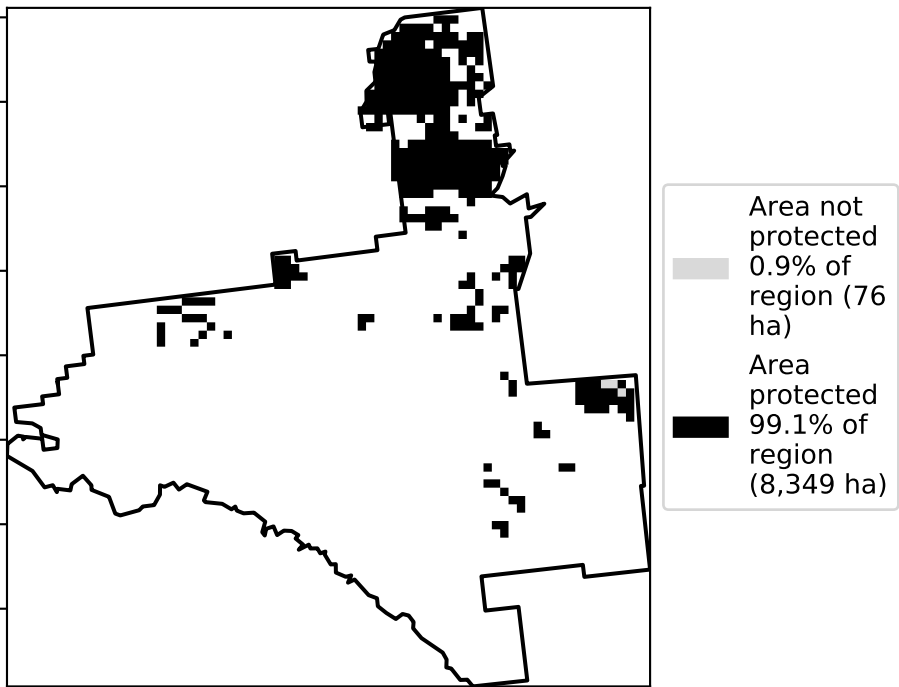 Area not
protected
0.9% of
region (76
ha)
Area
protected
99.1% of
region
(8,349 ha)